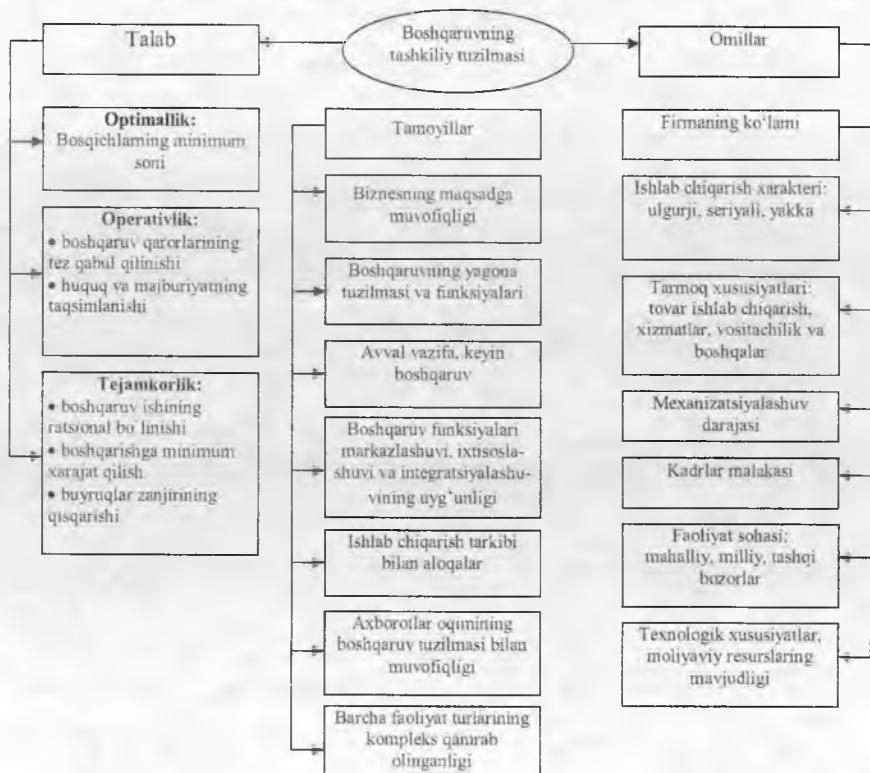 Boshqaruvning
tashkiliy tuzilmasi
Talab
Optimallik:
Bosqichlarning minimum
soni
Operativlik:
• boshqaruv qarorlarining
tez qabul qilinishi
• huquq va majburiyatning
taqsimlanishi
Tejamkorlik:
• boshqaruv ishining
ratsional bo‘linishi
• boshqarishga minimum
xarajat qilish
• buyruqlar zanjirining
qisqarishi
Tamoyillar
Biznesning maqsadga
muvofiqligi
Boshqaruvning yagona
tuzilmasi va funksiyalari
Avval vazifa, keyin
boshqaruv
Boshqaruv funksiyalari
markazlashuvi, ixtisosla-
shuvi va integratsiyalashu-
vining uyg‘unligi
Ishlab chiqarish tarkibi
bilan aloqalar
Axborotlar oqimining
boshqaruv tuzilmasi bilan
muvofiqligi
Barcha faoliyat turlarining
kompleks qamrab
olinganligi
Omillar
Firmaning ko‘lami
Ishlab chiqarish xarakteri:
ulgurji, seriyali, yakka
Tarmoq xususiyatlari:
tovar ishlab chiqarish,
xizmatlar, vositachilik va
boshqalar
Mexanizatsiyalashuv
darajasi
Kadrlar malakasi
Faoliyat sohasi:
mahalliy, milliy, tashqi
bozorlar
Texnologik xususiyatlar,
moliyaviy resurslaring
mavjudligi